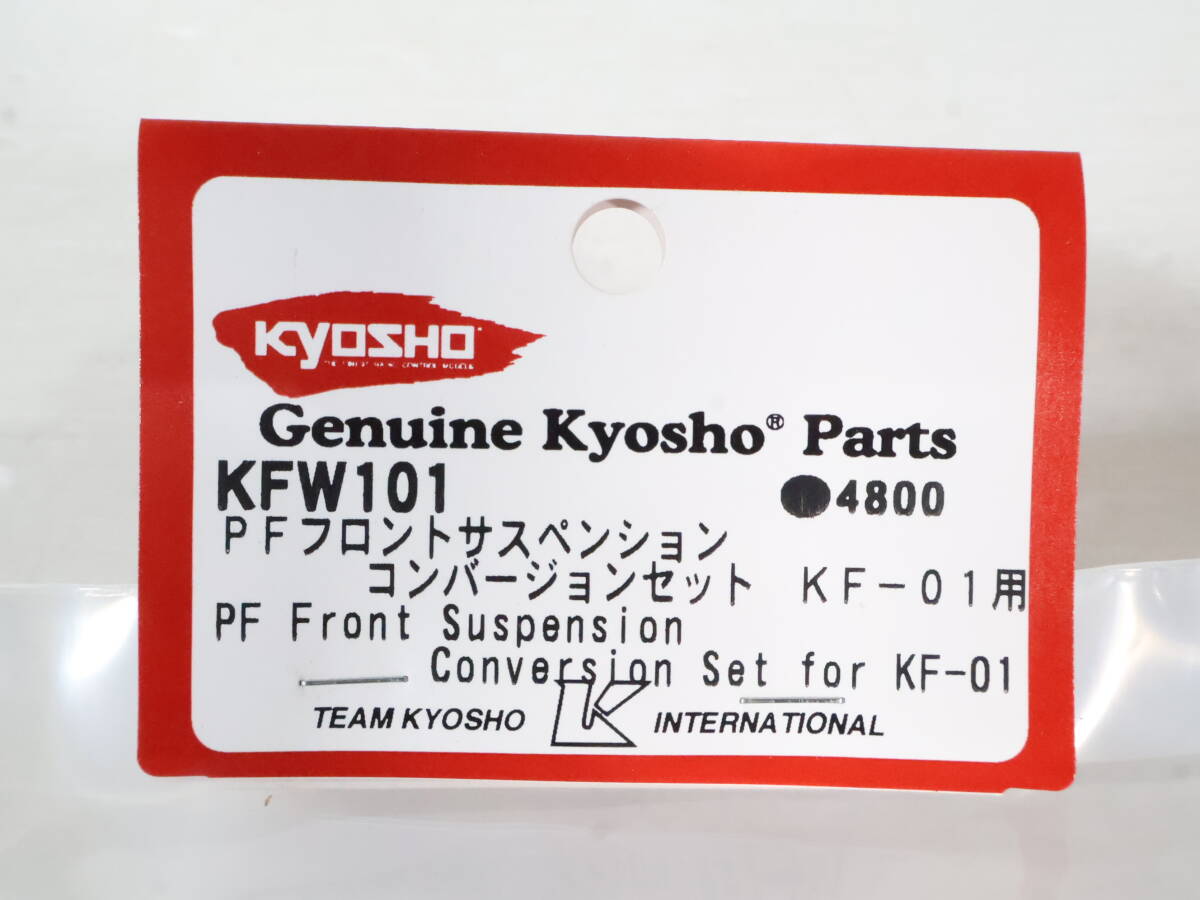 KYOSHO
Genuine Kyosho® Parts
KFW101 ●4800
PFフロントサスペンション
コンバージョンセット KF-01用
PF Front Suspension
Conversion Set for KF-01
TEAM KYOSHO K INTERNATIONAL